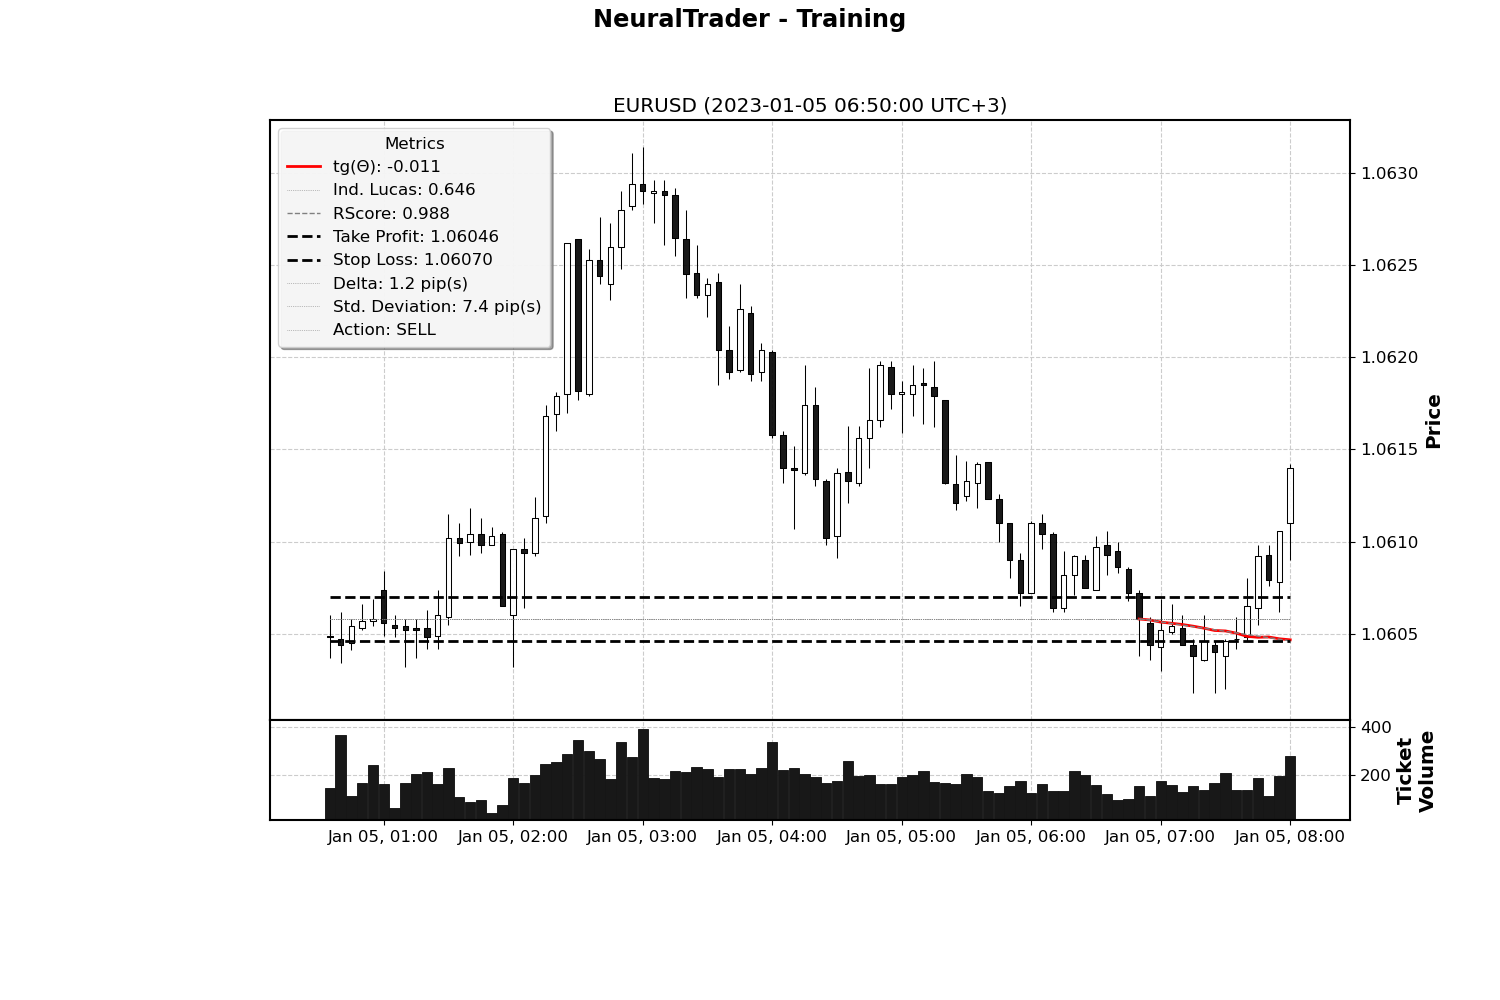 NeuralTrader - Training
EURUSD (2023-01-05 06:50:00 UTC+3)
Metrics
tg(Θ): -0.011
Ind. Lucas: 0.646
RScore: 0.988
Take Profit: 1.06046
Stop Loss: 1.06070
Delta: 1.2 pip(s)
Std. Deviation: 7.4 pip(s)
Action: SELL
1.0630
1.0625
1.0620
1.0615
1.0610
1.0605
Price
400
200
Ticket
Volume
Jan 05, 01:00
Jan 05, 02:00
Jan 05, 03:00
Jan 05, 04:00
Jan 05, 05:00
Jan 05, 06:00
Jan 05, 07:00
Jan 05, 08:00